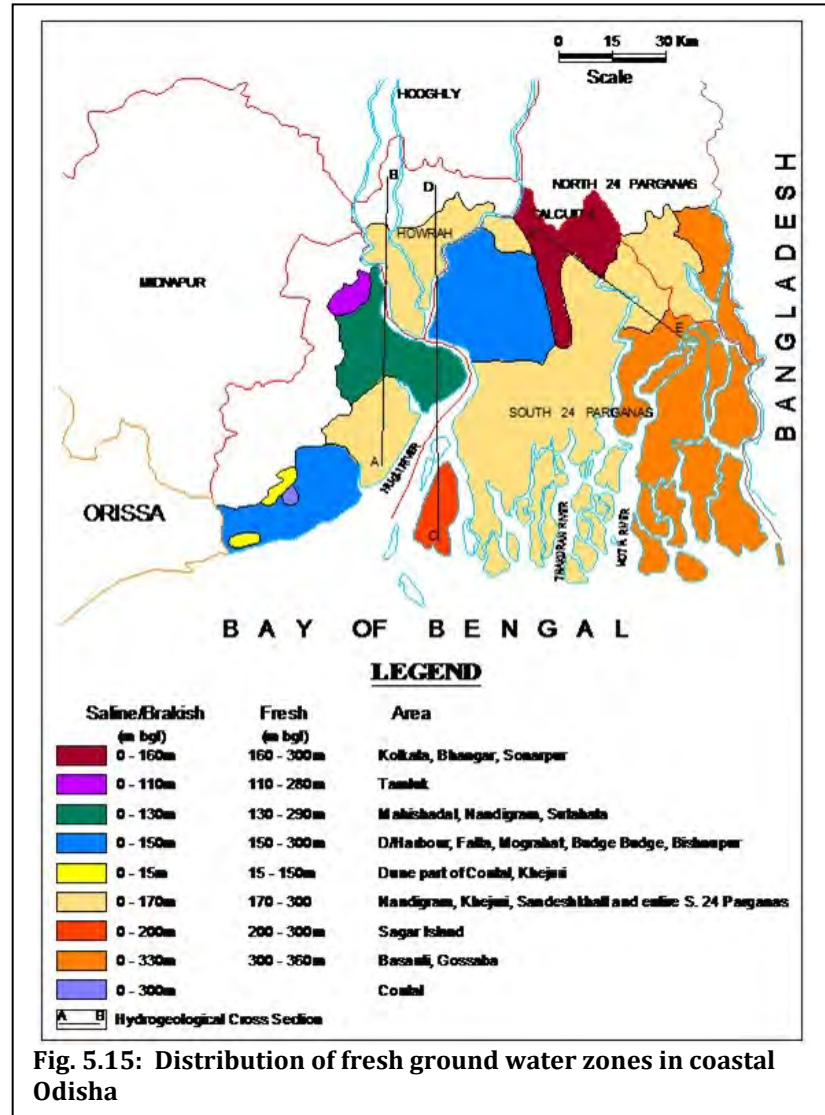 0 15 30 Km
Scale
HOOGHLY
B
D
NORTH 24 PARGANAS
HOWRAH
MIDNAPUR
BANGLADESH
E
SOUTH 24 PARGANAS
A
RIVER
ORISSA
C
THAKURAN RIVER
RIVER
BAY OF BENGAL
LEGEND
Saline/Brakish Fresh Area
(m bgl) (m bgl)
0 - 160m 160 - 300m Kolkata, Bhangar, Sonarpur
0 - 110m 110 - 280m Tamluk
0 - 130m 130 - 290m Mahishadal, Nandigram, Sutahata
0 - 150m 150 - 300m D/Harbour, Falta, Mograhat, Budge Budge, Bishnupur
0 - 15m 15 - 150m Dune part of Contai, Khejuri
0 - 170m 170 - 300 Nandigram, Khejuri, Sandeshkhali and entire S. 24 Parganas
0 - 200m 200 - 300m Sagar Island
0 - 330m 300 - 360m Basanti, Gossaba
0 - 300m Contai
A B Hydrogeological Cross Section
Fig. 5.15: Distribution of fresh ground water zones in coastal
Odisha